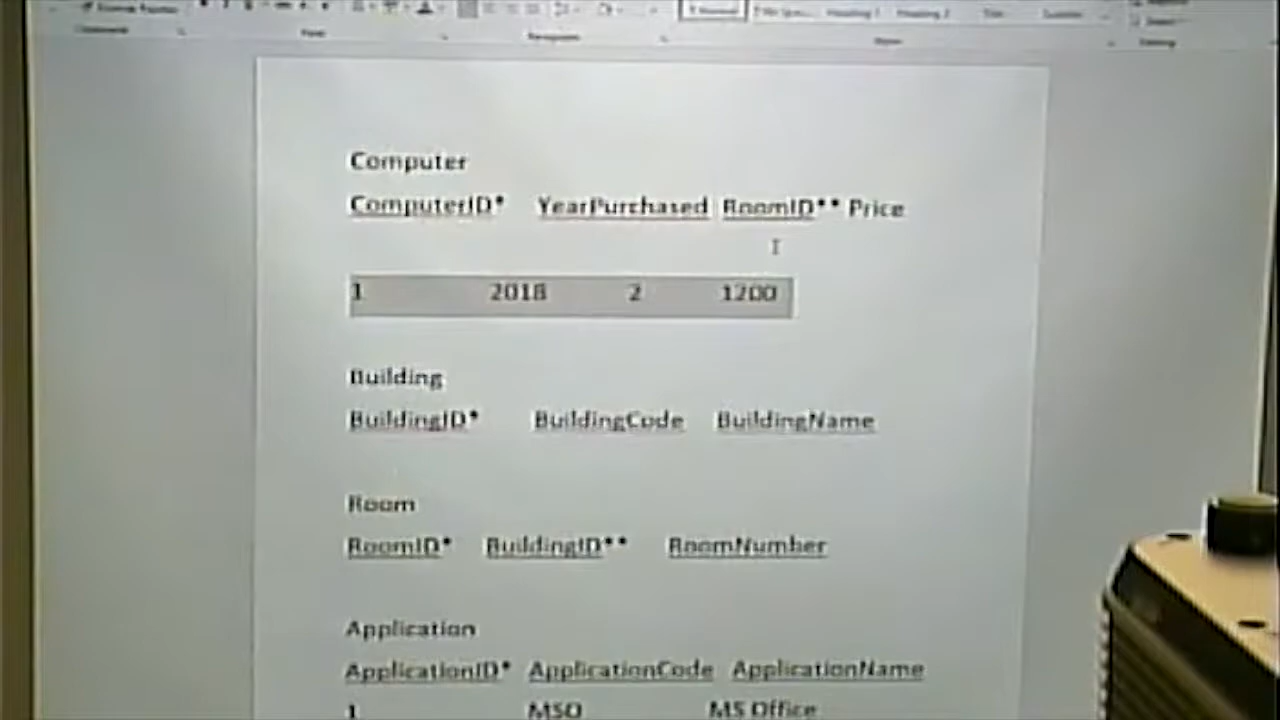 Computer
ComputerID* YearPurchased RoomID** Price
1 2018 2 1200
Building
BuildingID* BuildingCode BuildingName
Room
RoomID* BuildingID** RoomNumber
Application
ApplicationID* ApplicationCode ApplicationName
1 MSO MS Office